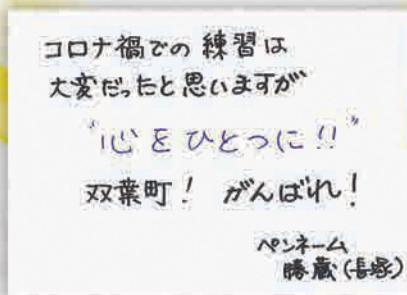 コロナ禍での練習は
大変だったと思いますが
"心をひとつに!!"
双葉町! がんばれ!
ペンネーム
勝蔵(長塚)